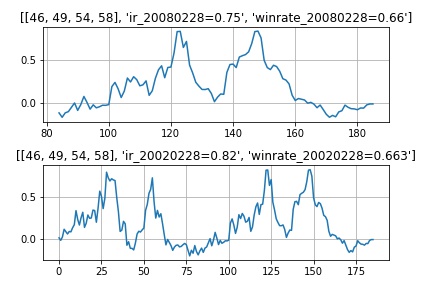 [[46, 49, 54, 58], 'ir_20080228=0.75', 'winrate_20080228=0.66']
0.5
0.0
80 100 120 140 160 180
[[46, 49, 54, 58], 'ir_20020228=0.82', 'winrate_20020228=0.663']
0.5
0.0
0 25 50 75 100 125 150 175